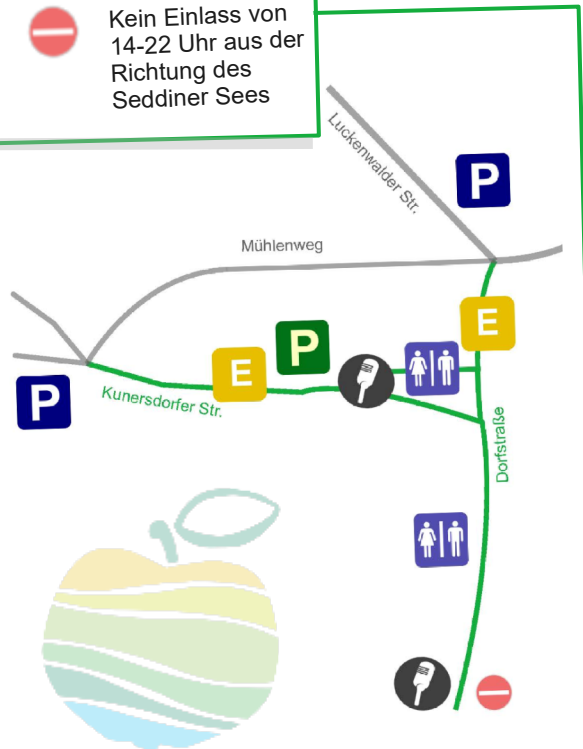 Kein Einlass von
14-22 Uhr aus der
Richtung des
Seddiner Sees
Luckenwalder Str.
P
Mühlenweg
E
P
E
P
Kunersdorfer Str.
Dorfstraße